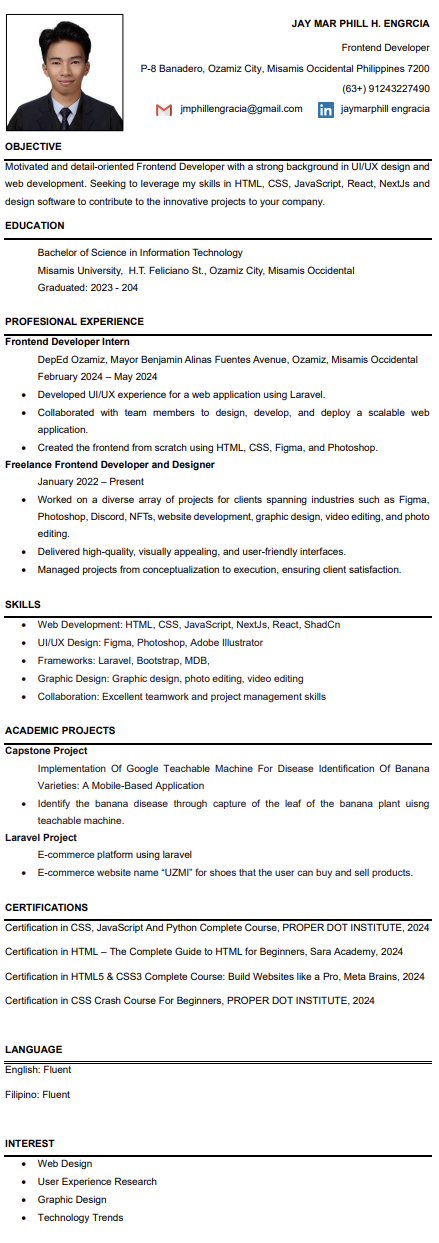 JAY MAR PHILL H. ENGRCIA
Frontend Developer
P-8 Banadero, Ozamiz City, Misamis Occidental Philippines 7200
(63+) 91243227490
jmphillengracia@gmail.com in jaymarphill engracia
OBJECTIVE
Motivated and detail-oriented Frontend Developer with a strong background in UI/UX design and
web development. Seeking to leverage my skills in HTML, CSS, JavaScript, React, NextJs and
design software to contribute to the innovative projects to your company.
EDUCATION
Bachelor of Science in Information Technology
Misamis University, H.T. Feliciano St., Ozamiz City, Misamis Occidental
Graduated: 2023 - 204
PROFESIONAL EXPERIENCE
Frontend Developer Intern
DepEd Ozamiz, Mayor Benjamin Alinas Fuentes Avenue, Ozamiz, Misamis Occidental
February 2024 – May 2024
• Developed UI/UX experience for a web application using Laravel.
• Collaborated with team members to design, develop, and deploy a scalable web
application.
• Created the frontend from scratch using HTML, CSS, Figma, and Photoshop.
Freelance Frontend Developer and Designer
January 2022 – Present
• Worked on a diverse array of projects for clients spanning industries such as Figma,
Photoshop, Discord, NFTs, website development, graphic design, video editing, and photo
editing.
• Delivered high-quality, visually appealing, and user-friendly interfaces.
• Managed projects from conceptualization to execution, ensuring client satisfaction.
SKILLS
• Web Development: HTML, CSS, JavaScript, NextJs, React, ShadCn
• UI/UX Design: Figma, Photoshop, Adobe Illustrator
• Frameworks: Laravel, Bootstrap, MDB,
• Graphic Design: Graphic design, photo editing, video editing
• Collaboration: Excellent teamwork and project management skills
ACADEMIC PROJECTS
Capstone Project
Implementation Of Google Teachable Machine For Disease Identification Of Banana
Varieties: A Mobile-Based Application
• Identify the banana disease through capture of the leaf of the banana plant uisng
teachable machine.
Laravel Project
E-commerce platform using laravel
• E-commerce website name “UZMI” for shoes that the user can buy and sell products.
CERTIFICATIONS
Certification in CSS, JavaScript And Python Complete Course, PROPER DOT INSTITUTE, 2024
Certification in HTML – The Complete Guide to HTML for Beginners, Sara Academy, 2024
Certification in HTML5 & CSS3 Complete Course: Build Websites like a Pro, Meta Brains, 2024
Certification in CSS Crash Course For Beginners, PROPER DOT INSTITUTE, 2024
LANGUAGE
English: Fluent
Filipino: Fluent
INTEREST
• Web Design
• User Experience Research
• Graphic Design
• Technology Trends